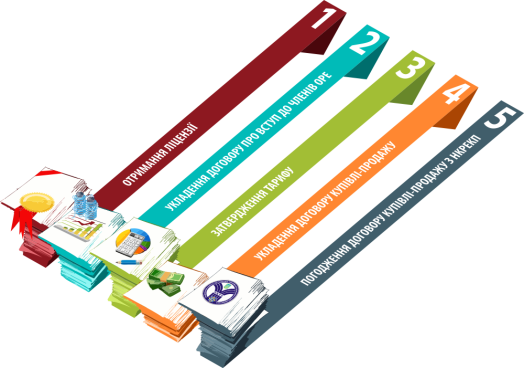 1
ОТРИМАННЯ ЛІЦЕНЗІЇ
2
УКЛАДЕННЯ ДОГОВОРУ ПРО ВСТУП ДО ЧЛЕНІВ ОРЕ
3
ЗАТВЕРДЖЕННЯ ТАРИФУ
4
УКЛАДЕННЯ ДОГОВОРУ КУПІВЛІ-ПРОДАЖУ
5
ПОГОДЖЕННЯ ДОГОВОРУ КУПІВЛІ-ПРОДАЖУ З НКРЕКП